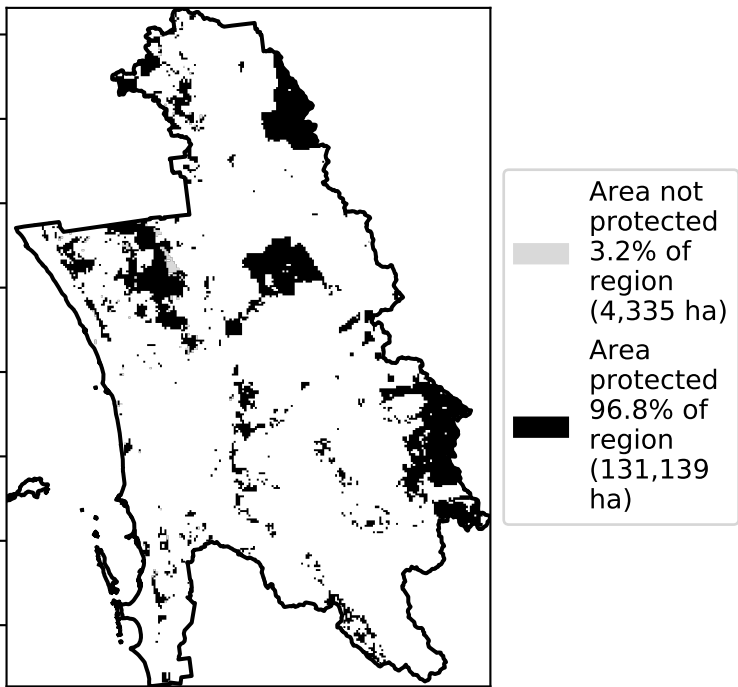 Area not
protected
3.2% of
region
(4,335 ha)
Area
protected
96.8% of
region
(131,139
ha)